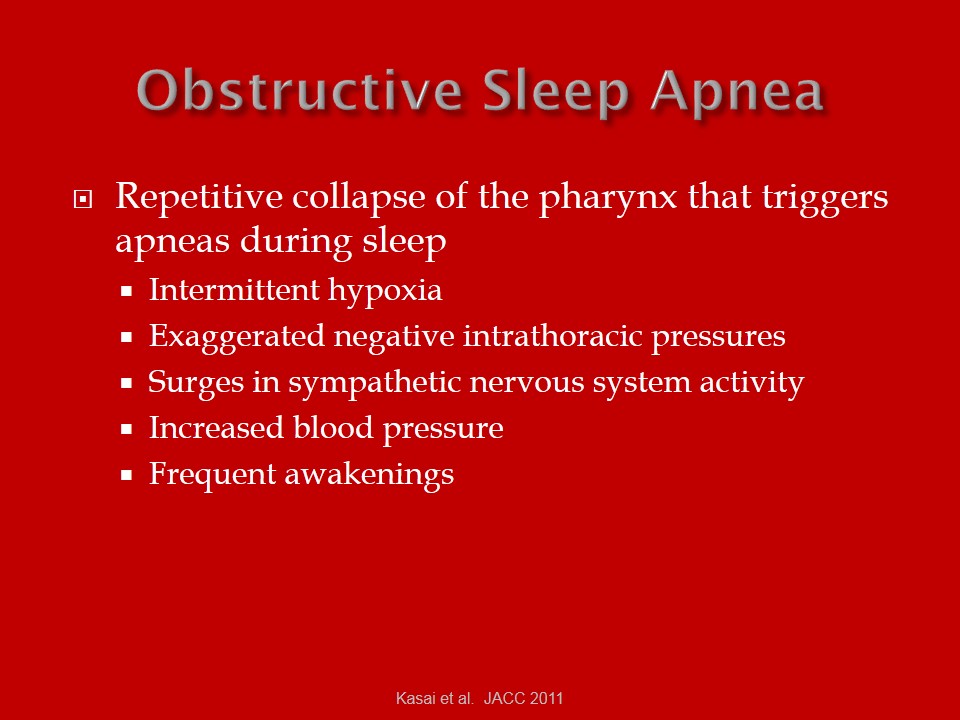 Obstructive Sleep Apnea
Repetitive collapse of the pharynx that triggers
apneas during sleep
Intermittent hypoxia
Exaggerated negative intrathoracic pressures
Surges in sympathetic nervous system activity
Increased blood pressure
Frequent awakenings
Kasai et al. JACC 2011